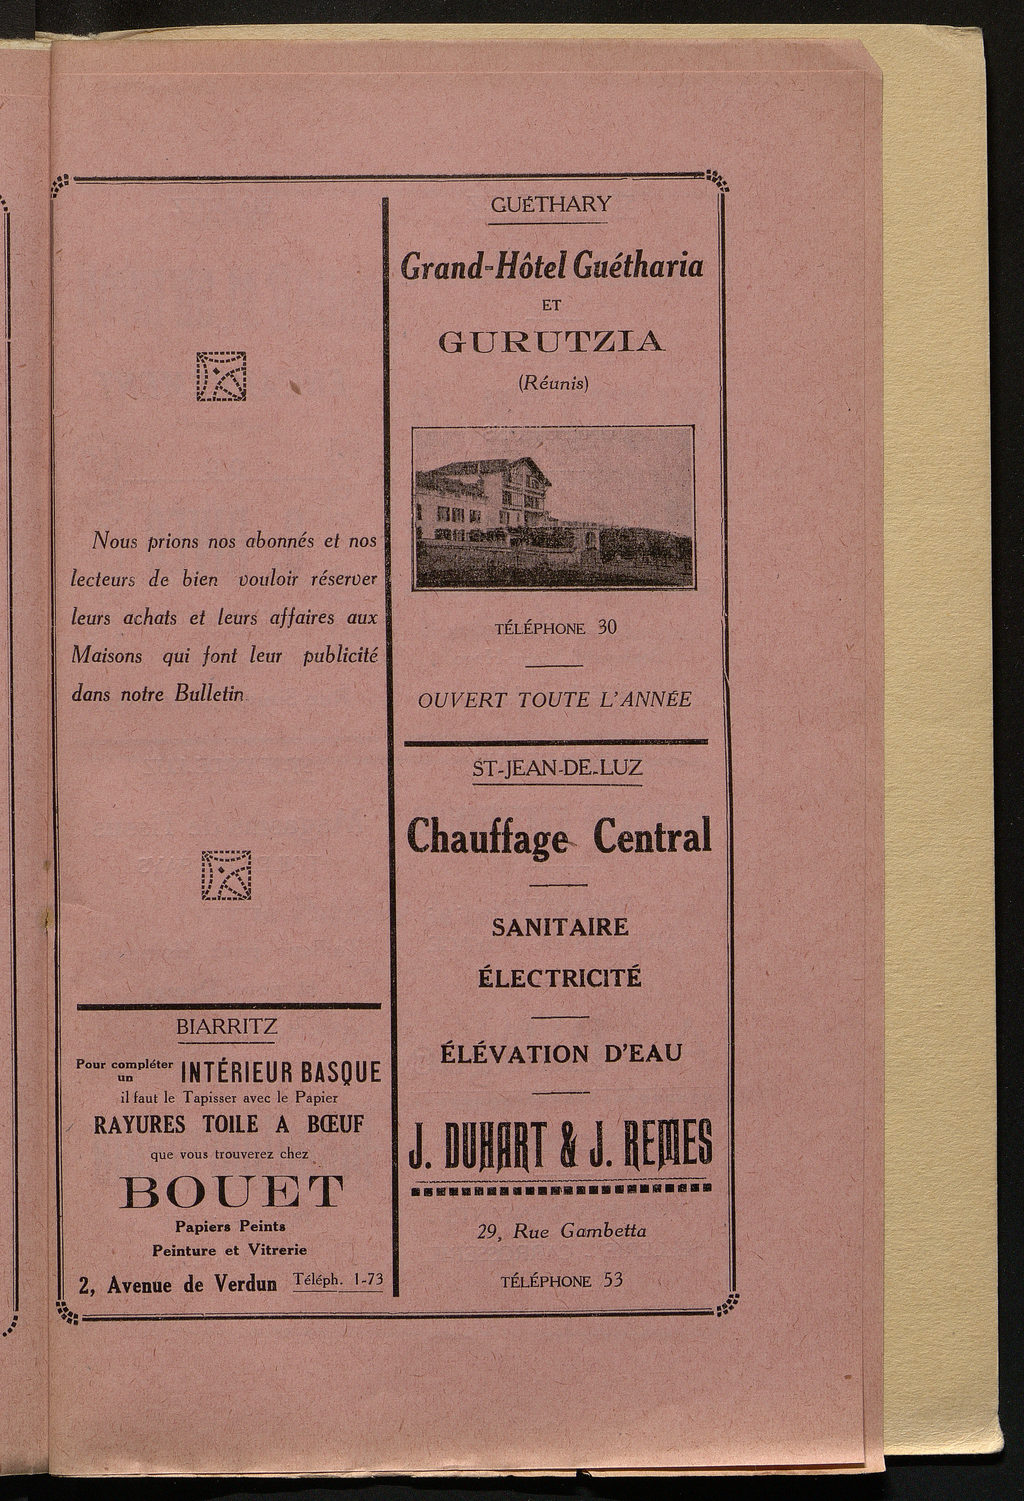 Nous prions nos abonnés et nos
lecteurs de bien vouloir réserver
leurs achats et leurs affaires aux
Maisons qui font leur publicité
dans notre Bulletin.
BIARRITZ
Pour compléter un INTÉRIEUR BASQUE
il faut le Tapisser avec le Papier
RAYURES TOILE A BŒUF
que vous trouverez chez
BOUET
Papiers Peints
Peinture et Vitrerie
2, Avenue de Verdun Téléph. 1-73
GUÉTHARY
Grand-Hôtel Guétharia
ET
GURUTZIA
(Réunis)
TÉLÉPHONE 30
OUVERT TOUTE L'ANNÉE
ST-JEAN-DE-LUZ
Chauffage Central
SANITAIRE
ÉLECTRICITÉ
ÉLÉVATION D'EAU
J. DUHART & J. REMES
29, Rue Gambetta
TÉLÉPHONE 53